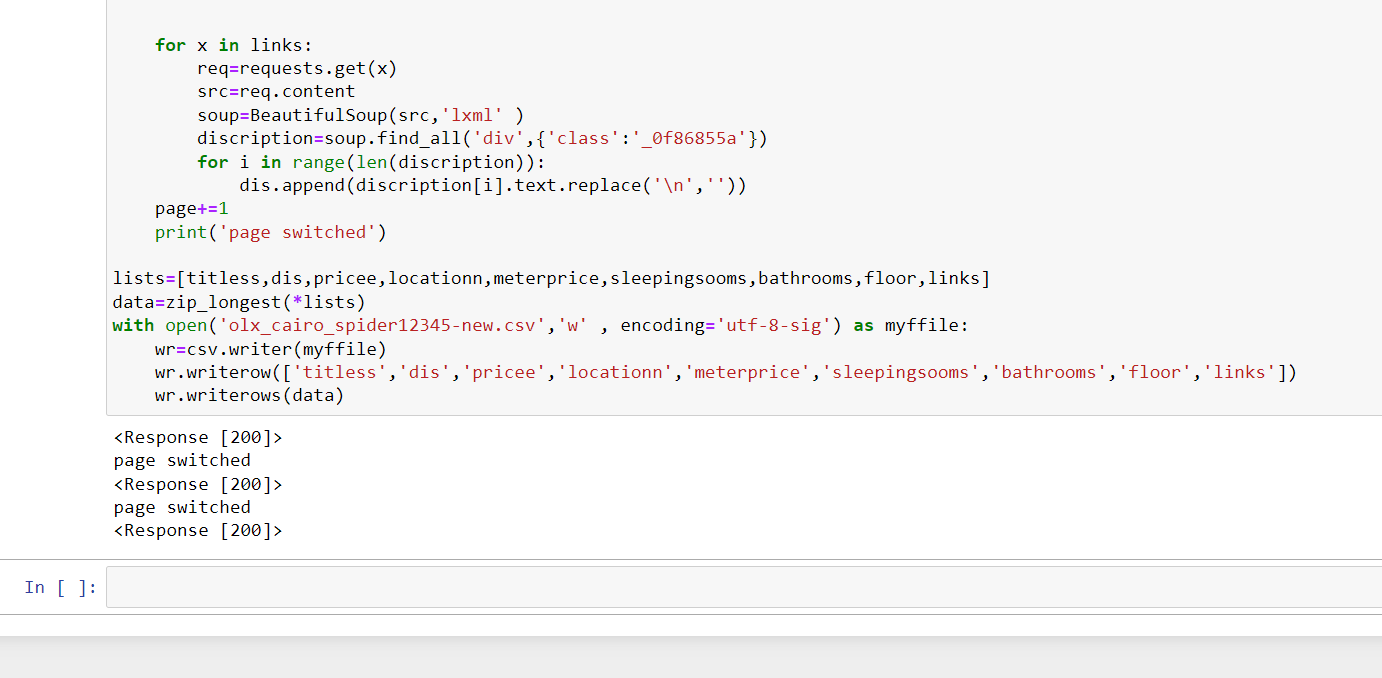 for x in links:
req=requests.get(x)
src=req.content
soup=BeautifulSoup(src,'lxml' )
discription=soup.find_all('div',{'class':'_0f86855a'})
for i in range(len(discription)):
dis.append(discription[i].text.replace('\n',''))
page+=1
print('page switched')
lists=[titless,dis,pricee,locationn,meterprice,sleepingsooms,bathrooms,floor,links]
data=zip_longest(*lists)
with open('olx_cairo_spider12345-new.csv','w' , encoding='utf-8-sig') as myffile:
wr=csv.writer(myffile)
wr.writerow(['titless','dis','pricee','locationn','meterprice','sleepingsooms','bathrooms','floor','links'])
wr.writerows(data)
<Response [200]>
page switched
<Response [200]>
page switched
<Response [200]>
In [ ]: